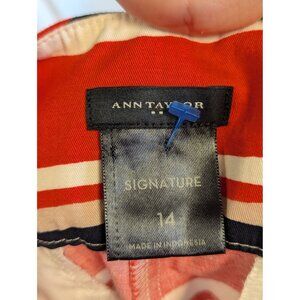 ANN TAYLOR
SIGNATURE
14
MADE IN INDONESIA